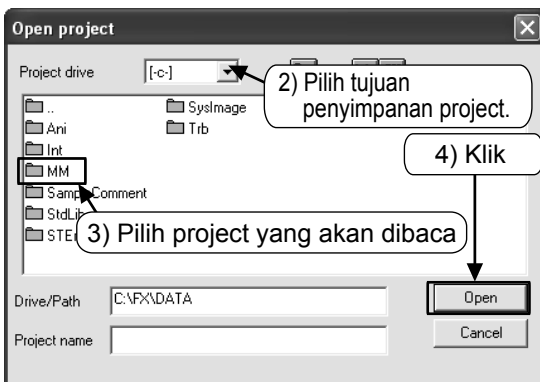 Open project
Project drive [-c-]
2) Pilih tujuan
penyimpanan project.
.. SysImage
Ani Trb
Int
MM
4) Klik
Comment
3) Pilih project yang akan dibaca
Drive/Path C:\FX\DATA Open
Project name Cancel